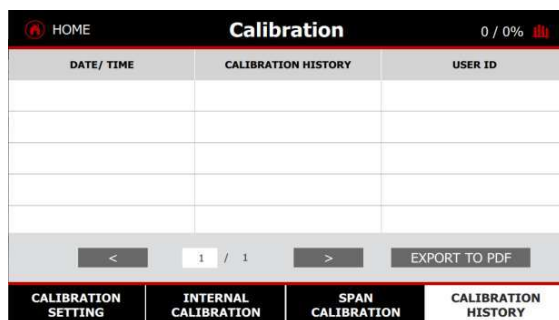 HOME Calibration 0 / 0%
DATE/ TIME CALIBRATION HISTORY USER ID
< 1 / 1 > EXPORT TO PDF
CALIBRATION INTERNAL SPAN CALIBRATION
SETTING CALIBRATION CALIBRATION HISTORY